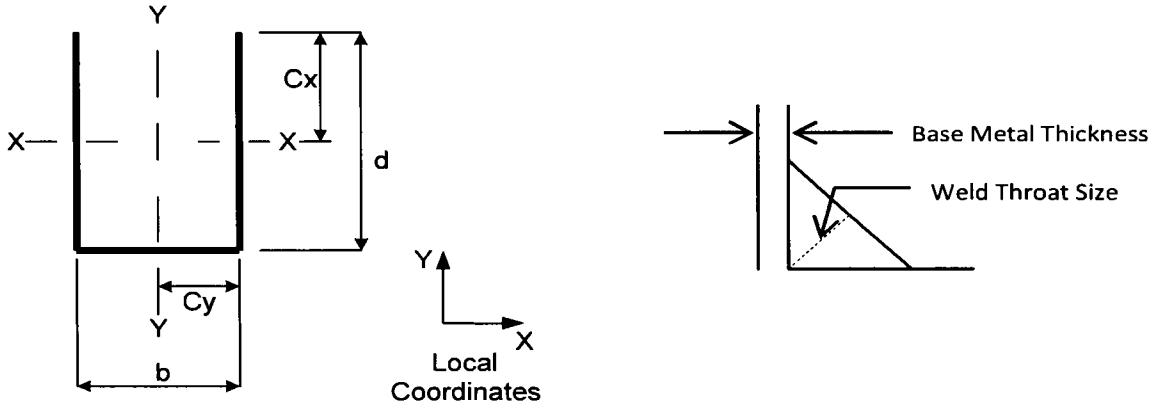 Y
Cx
X
X
d
Cy
Y
b
Y
X
Local
Coordinates
Base Metal Thickness
Weld Throat Size